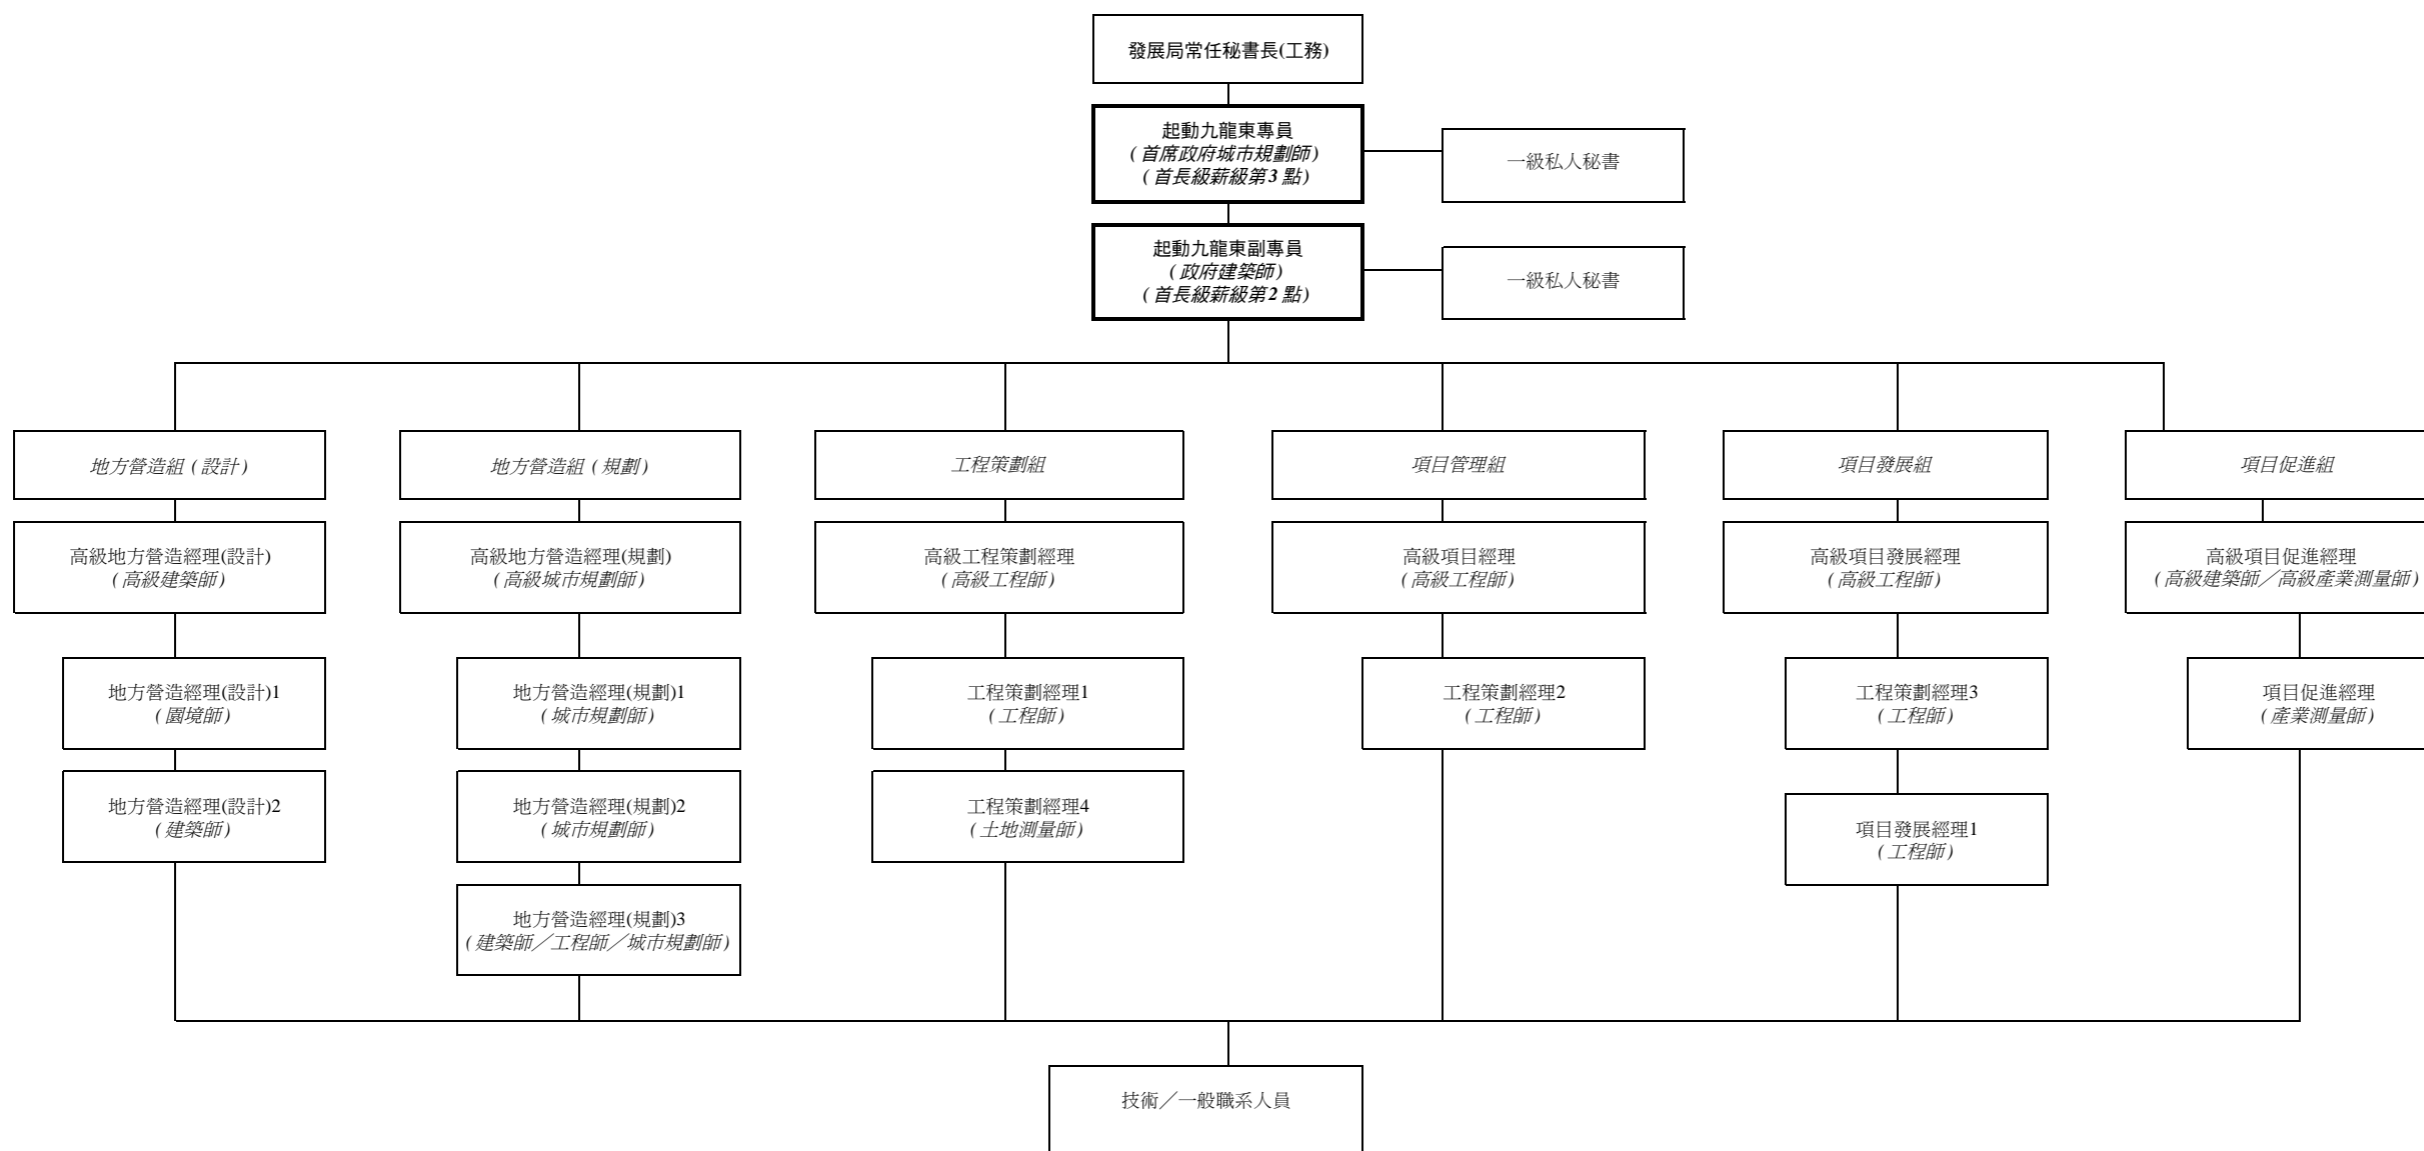 發展局常任秘書長(工務)
起動九龍東專員
(首席政府城市規劃師)
(首長級薪級第3 點)
一級私人秘書
起動九龍東副專員
(政府建築師)
(首長級薪級第2 點)
一級私人秘書
地方營造組 (設計)
地方營造組 (規劃)
工程策劃組
項目管理組
項目發展組
項目促進組
高級地方營造經理(設計)
(高級建築師)
高級地方營造經理(規劃)
(高級城市規劃師)
高級工程策劃經理
(高級工程師)
高級項目經理
(高級工程師)
高級項目發展經理
(高級工程師)
高級項目促進經理
(高級建築師／高級產業測量師)
地方營造經理(設計)1
(園境師)
地方營造經理(規劃)1
(城市規劃師)
工程策劃經理1
(工程師)
工程策劃經理2
(工程師)
工程策劃經理3
(工程師)
項目促進經理
(產業測量師)
地方營造經理(設計)2
(建築師)
地方營造經理(規劃)2
(城市規劃師)
工程策劃經理4
(土地測量師)
項目發展經理1
(工程師)
地方營造經理(規劃)3
(建築師／工程師／城市規劃師)
技術／一般職系人員